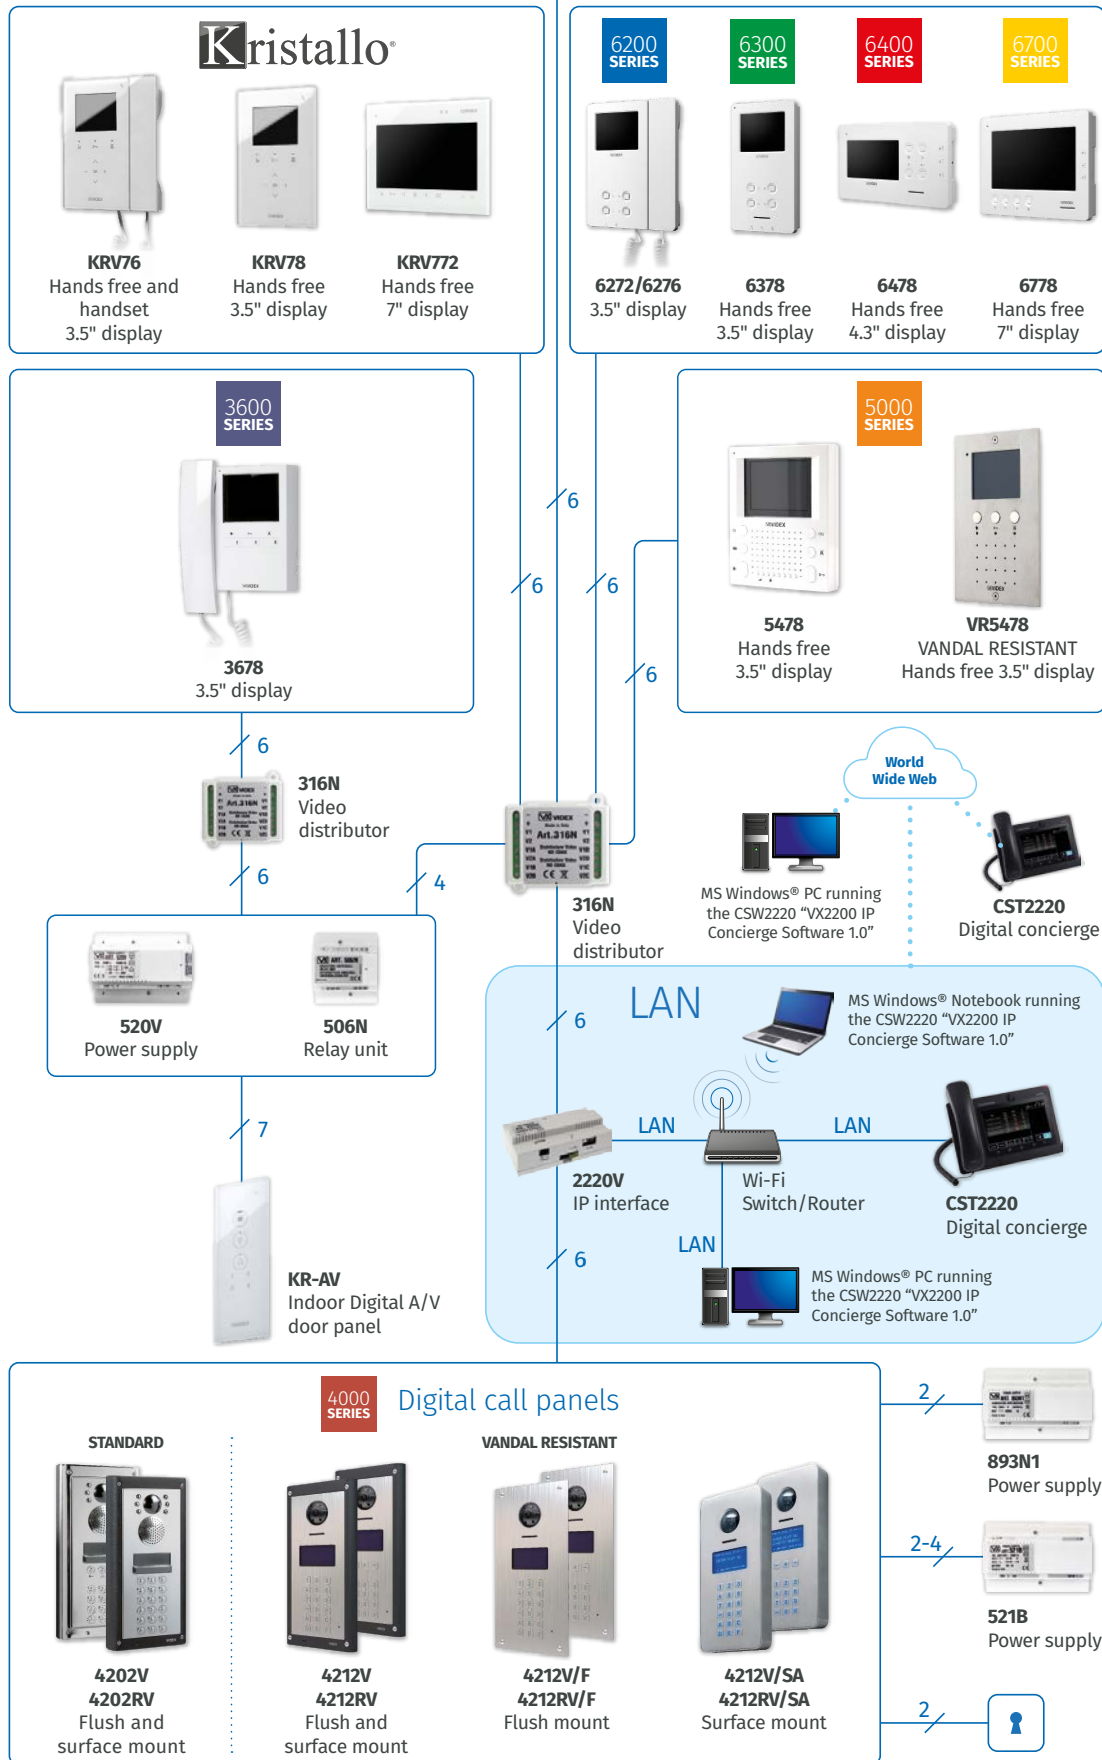 Kristallo®
KRV76
Hands free and
handset
3.5" display
KRV78
Hands free
3.5" display
KRV772
Hands free
7" display
6200
SERIES
6300
SERIES
6400
SERIES
6700
SERIES
6272/6276
3.5" display
6378
Hands free
3.5" display
6478
Hands free
4.3" display
6778
Hands free
7" display
3600
SERIES
3678
3.5" display
5000
SERIES
5478
Hands free
3.5" display
VR5478
VANDAL RESISTANT
Hands free 3.5" display
6
6
6
6
6
316N
Video
distributor
VIDEX
Art.316N
6
4
VIDEX
Art.316N
316N
Video
distributor
World
Wide Web
MS Windows® PC running
the CSW2220 “VX2200 IP
Concierge Software 1.0”
CST2220
Digital concierge
520V
Power supply
506N
Relay unit
7
KR-AV
Indoor Digital A/V
door panel
LAN
6
MS Windows® Notebook running
the CSW2220 “VX2200 IP
Concierge Software 1.0”
LAN
LAN
2220V
IP interface
Wi-Fi
Switch/Router
CST2220
Digital concierge
LAN
6
MS Windows® PC running
the CSW2220 “VX2200 IP
Concierge Software 1.0”
4000
SERIES
Digital call panels
STANDARD
VANDAL RESISTANT
4202V
4202RV
Flush and
surface mount
4212V
4212RV
Flush and
surface mount
4212V/F
4212RV/F
Flush mount
4212V/SA
4212RV/SA
Surface mount
2
893N1
Power supply
2-4
521B
Power supply
2